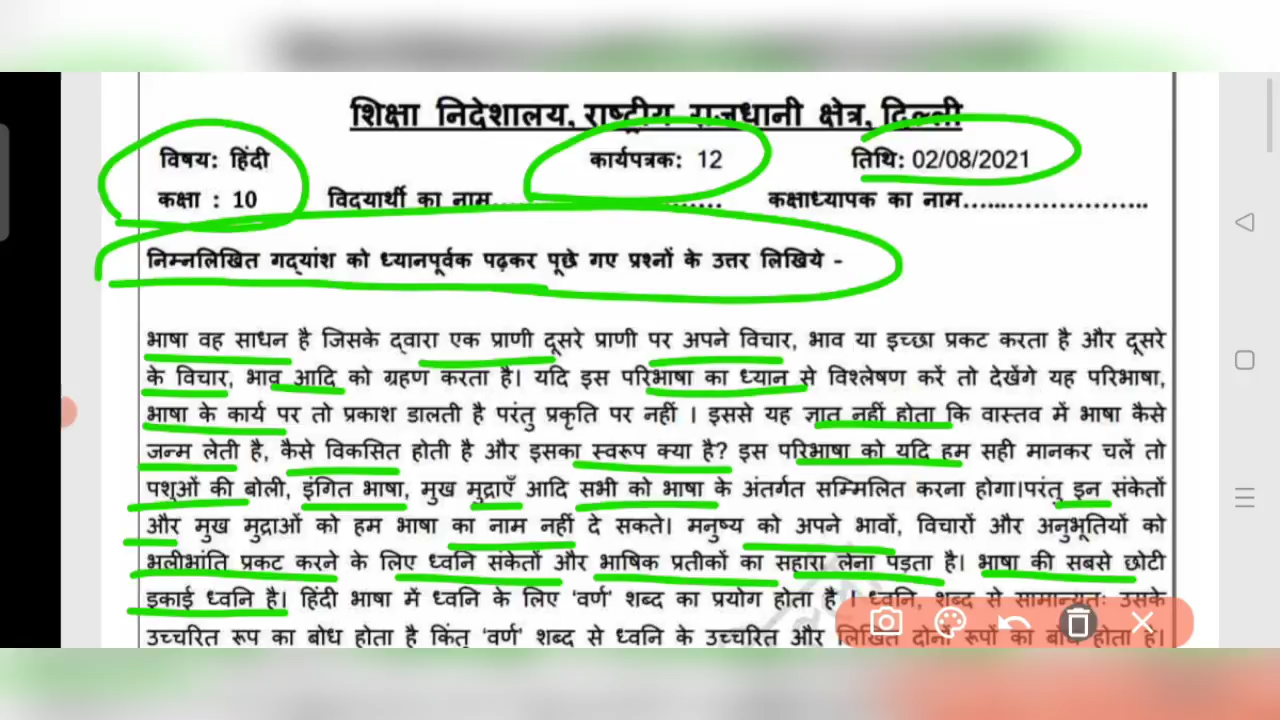 शिक्षा निदेशालय, राष्ट्रीय राजधानी क्षेत्र, दिल्ली
विषय: हिंदी कार्यपत्रक: 12 तिथि: 02/08/2021
कक्षा : 10 विद्यार्थी का नाम.............................. कक्षाध्यापक का नाम.........................
निम्नलिखित गद्यांश को ध्यानपूर्वक पढ़कर पूछे गए प्रश्नों के उत्तर लिखिये -
भाषा वह साधन है जिसके द्वारा एक प्राणी दूसरे प्राणी पर अपने विचार, भाव या इच्छा प्रकट करता है और दूसरे
के विचार, भाव आदि को ग्रहण करता है। यदि इस परिभाषा का ध्यान से विश्लेषण करें तो देखेंगे यह परिभाषा,
भाषा के कार्य पर तो प्रकाश डालती है परंतु प्रकृति पर नहीं । इससे यह ज्ञात नहीं होता कि वास्तव में भाषा कैसे
जन्म लेती है, कैसे विकसित होती है और इसका स्वरूप क्या है? इस परिभाषा को यदि हम सही मानकर चलें तो
पशुओं की बोली, इंगित भाषा, मुख मुद्राएँ आदि सभी को भाषा के अंतर्गत सम्मिलित करना होगा।परंतु इन संकेतों
और मुख मुद्राओं को हम भाषा का नाम नहीं दे सकते। मनुष्य को अपने भावों, विचारों और अनुभूतियों को
भलीभांति प्रकट करने के लिए ध्वनि संकेतों और भाषिक प्रतीकों का सहारा लेना पड़ता है। भाषा की सबसे छोटी
इकाई ध्वनि है। हिंदी भाषा में ध्वनि के लिए 'वर्ण' शब्द का प्रयोग होता है । ध्वनि, शब्द से सामान्यतः उसके
उच्चरित रूप का बोध होता है किंतु 'वर्ण' शब्द से ध्वनि के उच्चरित और लिखित दोनों रूपों का बोध होता है।